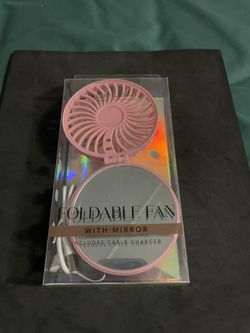 FOLDABLE FAN
WITH MIRROR
INCLUDES CABLE CHARGER